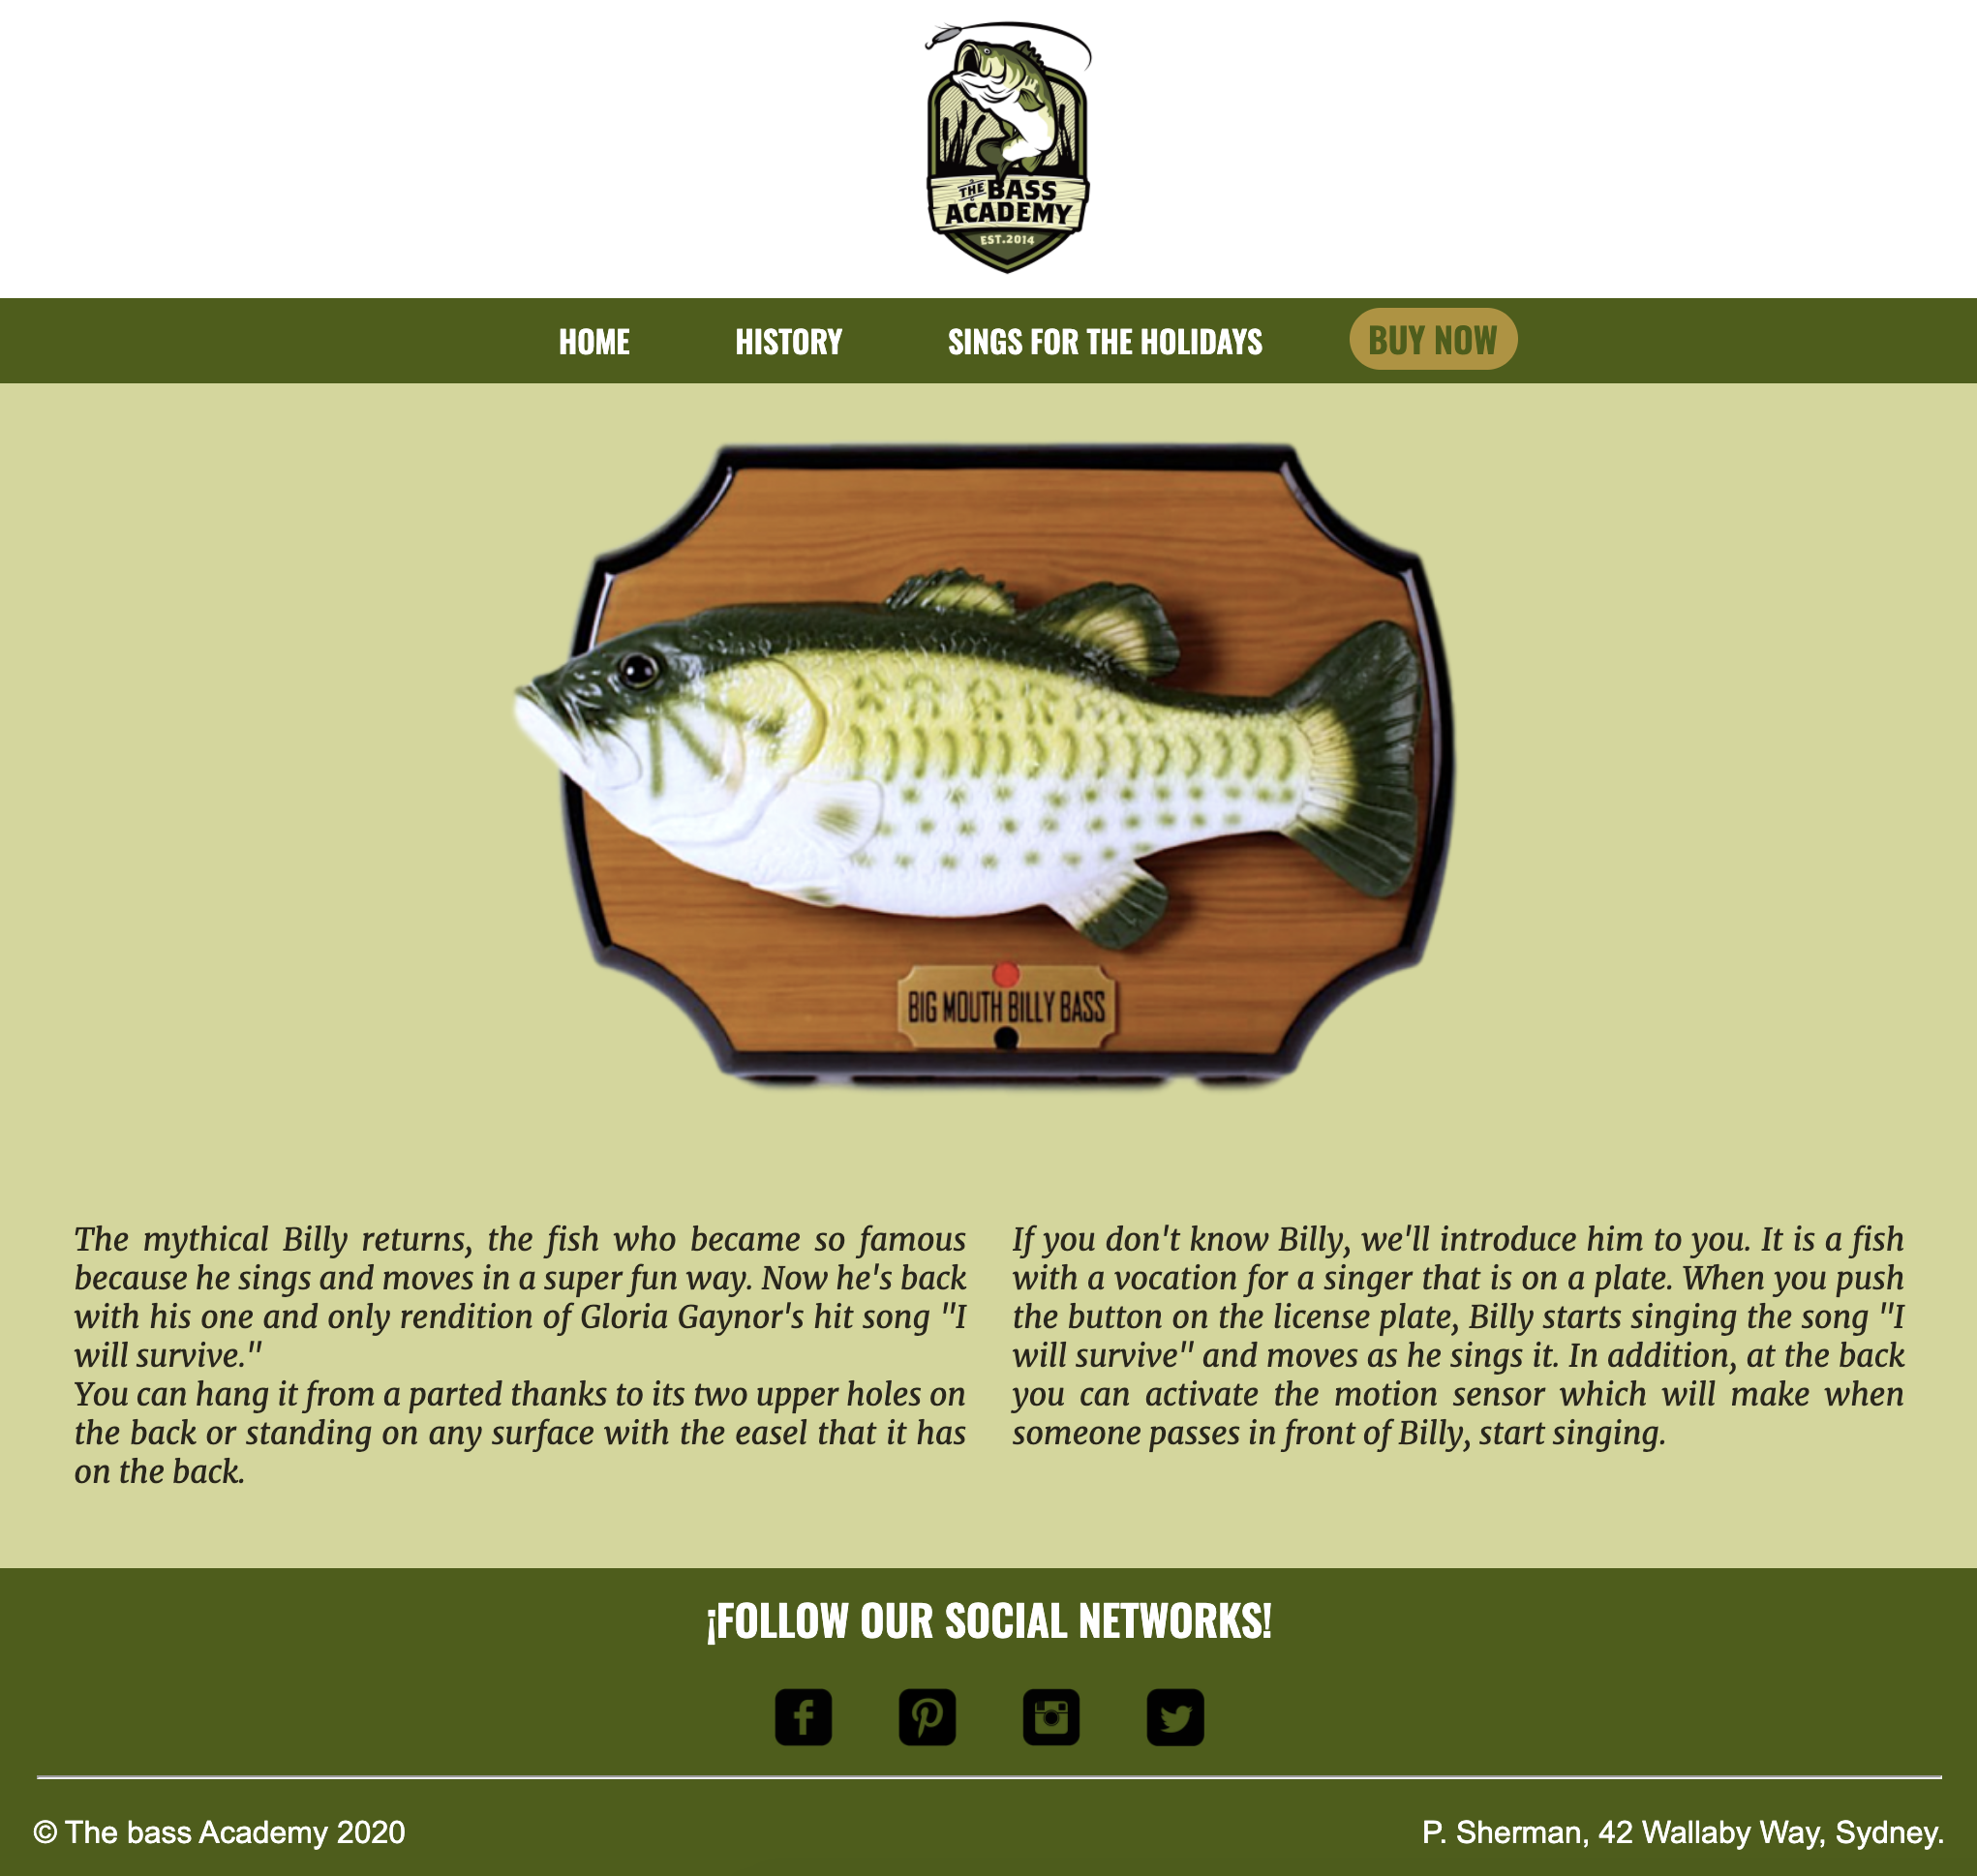 THE BASS
ACADEMY
EST.2014
HOME HISTORY SINGS FOR THE HOLIDAYS BUY NOW
BIG MOUTH BILLY BASS
The mythical Billy returns, the fish who became so famous
because he sings and moves in a super fun way. Now he's back
with his one and only rendition of Gloria Gaynor's hit song "I
will survive."
You can hang it from a parted thanks to its two upper holes on
the back or standing on any surface with the easel that it has
on the back.
If you don't know Billy, we'll introduce him to you. It is a fish
with a vocation for a singer that is on a plate. When you push
the button on the license plate, Billy starts singing the song "I
will survive" and moves as he sings it. In addition, at the back
you can activate the motion sensor which will make when
someone passes in front of Billy, start singing.
¡FOLLOW OUR SOCIAL NETWORKS!
© The bass Academy 2020
P. Sherman, 42 Wallaby Way, Sydney.